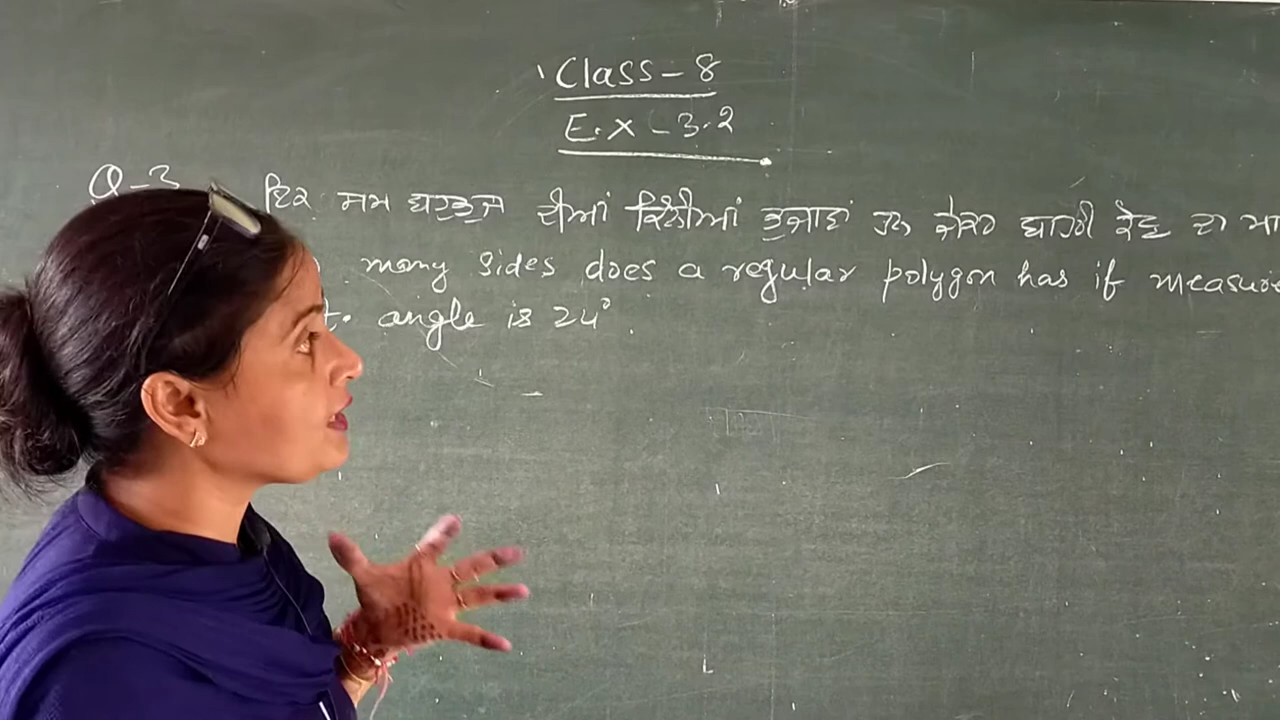 Class - 8
E.x - 3.2
Q-3 ਇਕ ਸਮ ਬਹੁਭੁਜ ਦੀਆਂ ਕਿੰਨੀਆਂ ਭੁਜਾਵਾਂ ਹਨ ਜੇਕਰ ਬਾਹਰੀ ਕੋਣ ਦਾ ਮਾ
many sides does a regular polygon has if measure
t. angle is 24°.